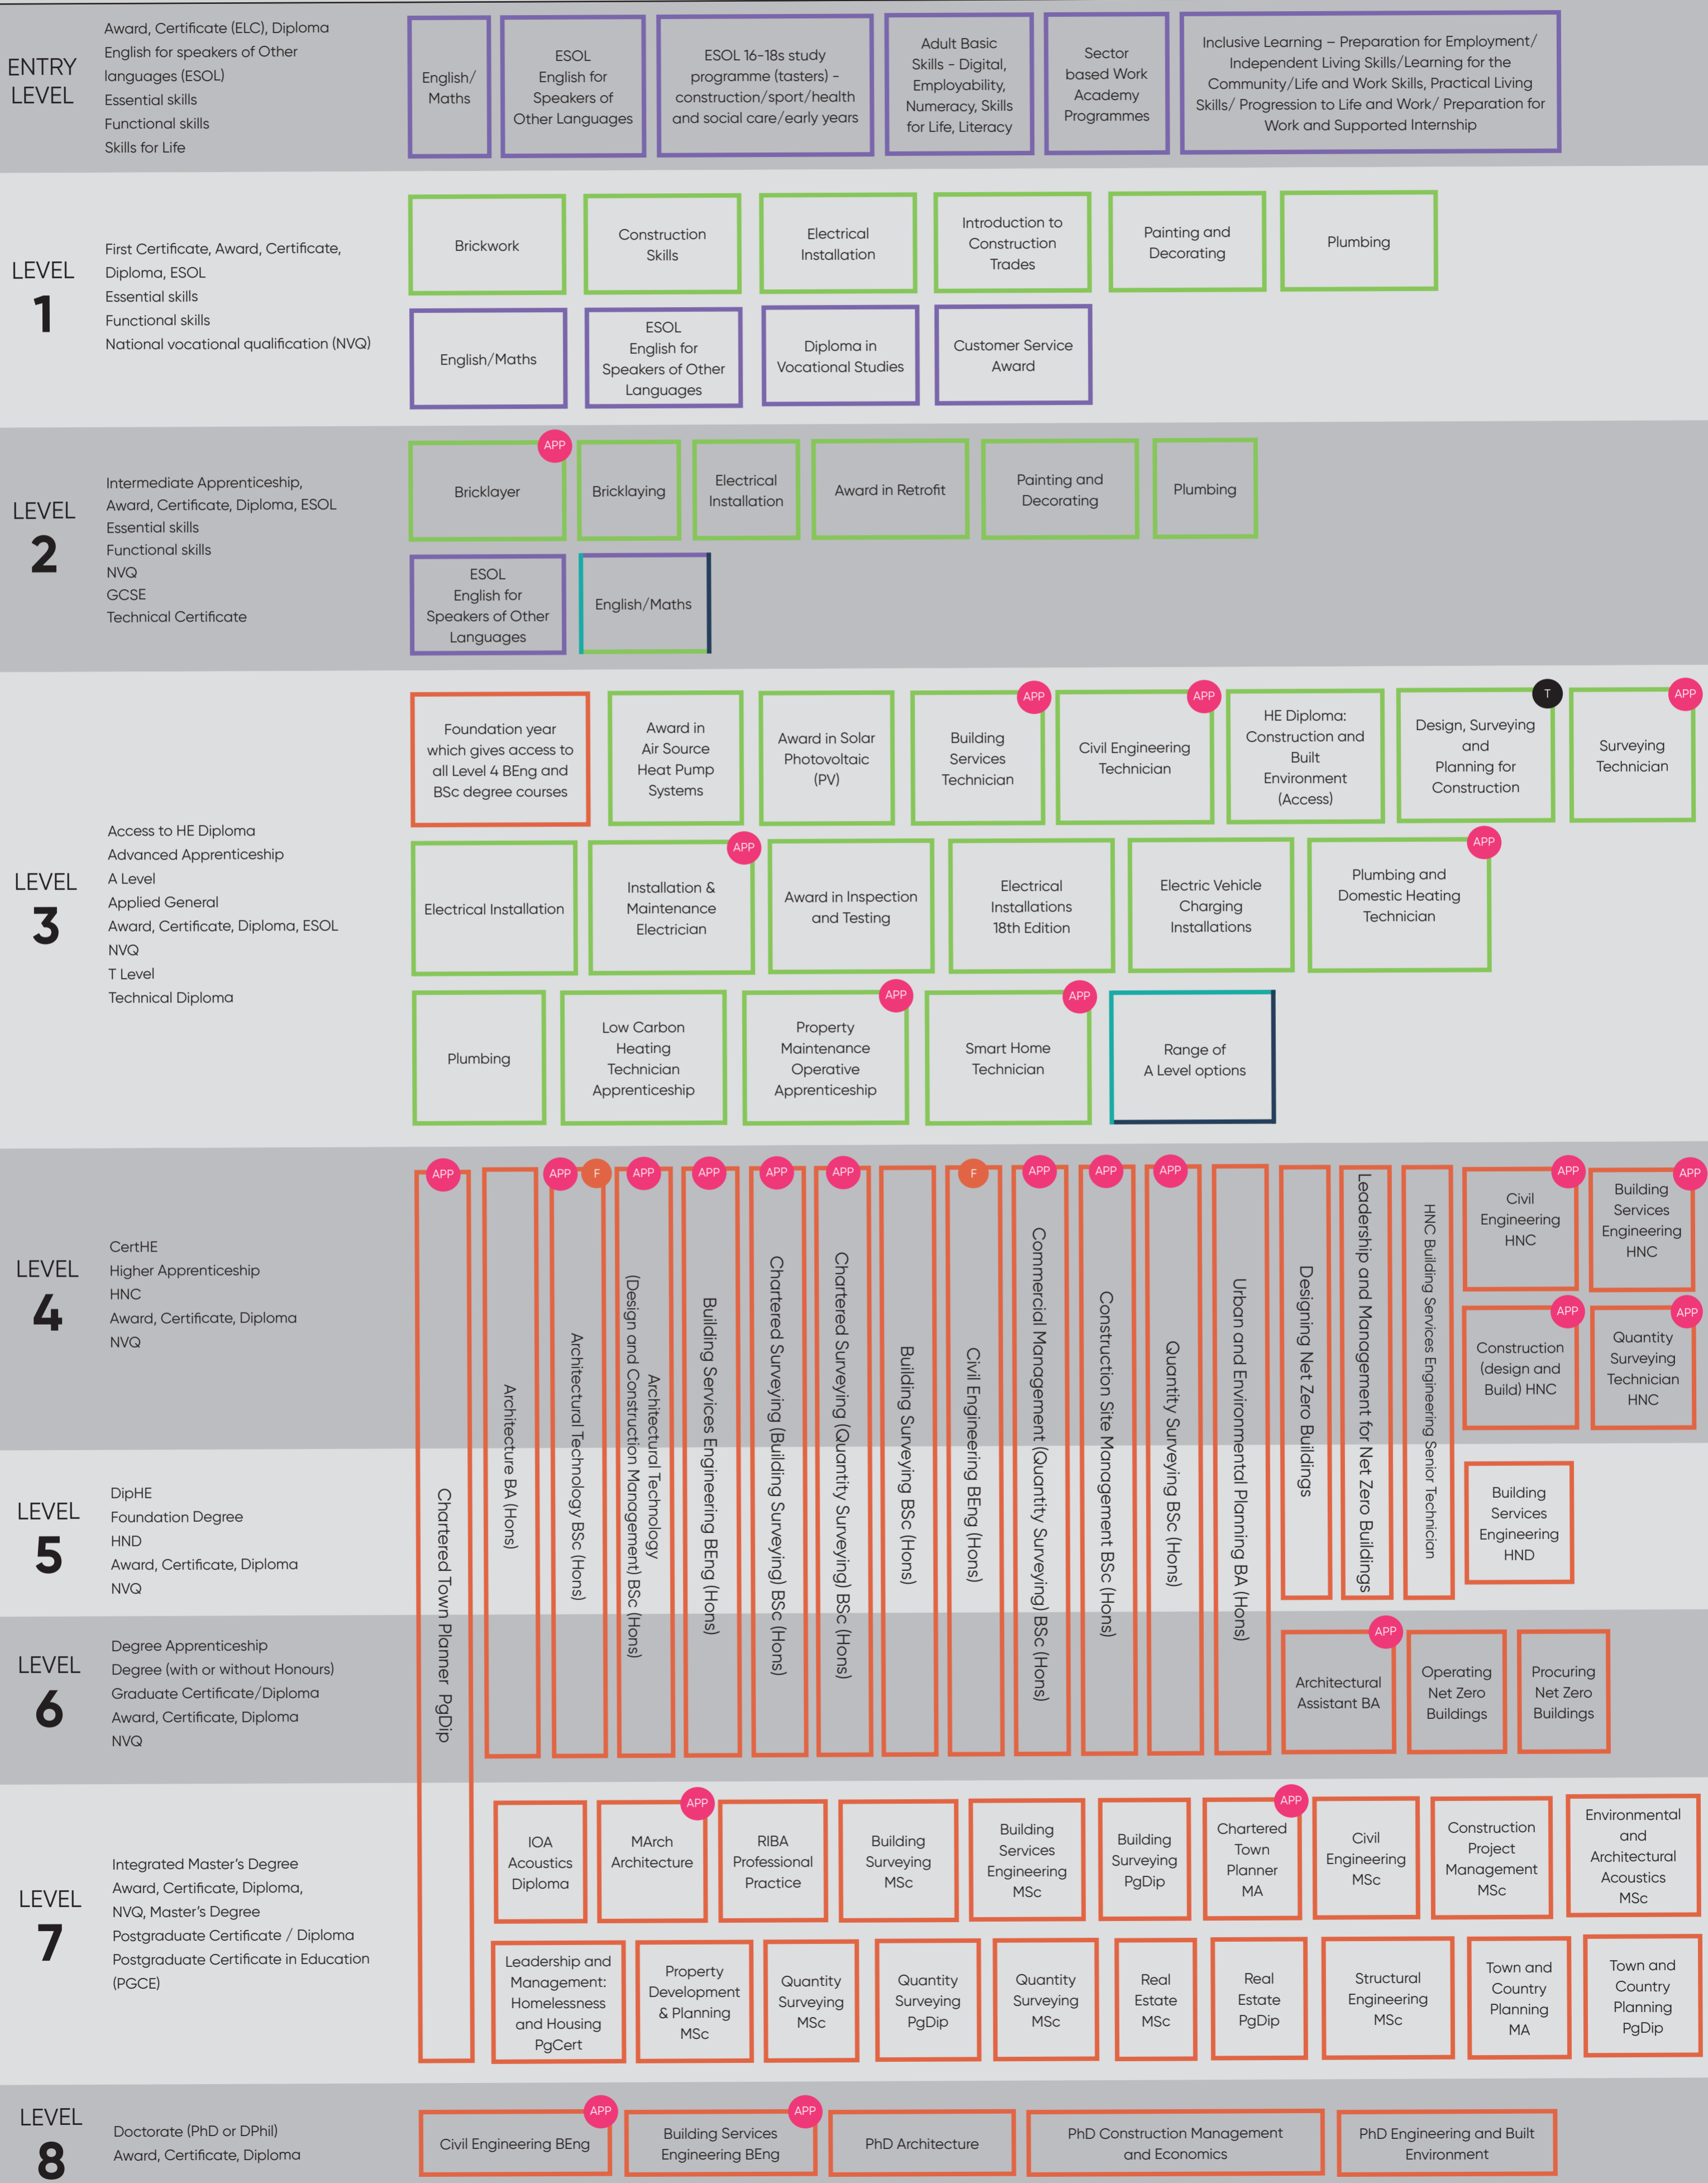 ENTRY
LEVEL
Award, Certificate (ELC), Diploma
English for speakers of Other
languages (ESOL)
Essential skills
Functional skills
Skills for Life
English/
Maths
ESOL
English for
Speakers of
Other Languages
ESOL 16-18s study
programme (tasters) -
construction/sport/health
and social care/early years
Adult Basic
Skills - Digital,
Employability,
Numeracy, Skills
for Life, Literacy
Sector
based Work
Academy
Programmes
Inclusive Learning – Preparation for Employment/
Independent Living Skills/Learning for the
Community/Life and Work Skills, Practical Living
Skills/ Progression to Life and Work/ Preparation for
Work and Supported Internship
LEVEL
1
First Certificate, Award, Certificate,
Diploma, ESOL
Essential skills
Functional skills
National vocational qualification (NVQ)
Brickwork
Construction
Skills
Electrical
Installation
Introduction to
Construction
Trades
Painting and
Decorating
Plumbing
English/Maths
ESOL
English for
Speakers of Other
Languages
Diploma in
Vocational Studies
Customer Service
Award
LEVEL
2
Intermediate Apprenticeship,
Award, Certificate, Diploma, ESOL
Essential skills
Functional skills
NVQ
GCSE
Technical Certificate
APP
Bricklayer
Bricklaying
Electrical
Installation
Award in Retrofit
Painting and
Decorating
Plumbing
ESOL
English for
Speakers of Other
Languages
English/Maths
LEVEL
3
Access to HE Diploma
Advanced Apprenticeship
A Level
Applied General
Award, Certificate, Diploma, ESOL
NVQ
T Level
Technical Diploma
Foundation year
which gives access to
all Level 4 BEng and
BSc degree courses
Award in
Air Source
Heat Pump
Systems
Award in Solar
Photovoltaic
(PV)
APP
Building
Services
Technician
APP
Civil Engineering
Technician
HE Diploma:
Construction and
Built
Environment
(Access)
T
Design, Surveying
and
Planning for
Construction
APP
Surveying
Technician
Electrical Installation
APP
Installation &
Maintenance
Electrician
Award in Inspection
and Testing
Electrical
Installations
18th Edition
Electric Vehicle
Charging
Installations
APP
Plumbing and
Domestic Heating
Technician
Plumbing
Low Carbon
Heating
Technician
Apprenticeship
APP
Property
Maintenance
Operative
Apprenticeship
APP
Smart Home
Technician
Range of
A Level options
LEVEL
4
CertHE
Higher Apprenticeship
HNC
Award, Certificate, Diploma
NVQ
APP
Chartered Town Planner PgDip
Architecture BA (Hons)
APP
F
Architectural Technology BSc (Hons)
APP
Architectural Technology
(Design and Construction Management) BSc (Hons)
APP
Building Services Engineering BEng (Hons)
APP
Chartered Surveying (Building Surveying) BSc (Hons)
APP
Chartered Surveying (Quantity Surveying) BSc (Hons)
Building Surveying BSc (Hons)
F
Civil Engineering BEng (Hons)
APP
Commercial Management (Quantity Surveying) BSc (Hons)
APP
Construction Site Management BSc (Hons)
APP
Quantity Surveying BSc (Hons)
Urban and Environmental Planning BA (Hons)
Designing Net Zero Buildings
Leadership and Management for Net Zero Buildings
HNC Building Services Engineering Senior Technician
APP
Civil
Engineering
HNC
APP
Building
Services
Engineering
HNC
APP
Construction
(design and
Build) HNC
APP
Quantity
Surveying
Technician
HNC
LEVEL
5
DipHE
Foundation Degree
HND
Award, Certificate, Diploma
NVQ
Building
Services
Engineering
HND
LEVEL
6
Degree Apprenticeship
Degree (with or without Honours)
Graduate Certificate/Diploma
Award, Certificate, Diploma
NVQ
APP
Architectural
Assistant BA
Operating
Net Zero
Buildings
Procuring
Net Zero
Buildings
LEVEL
7
Integrated Master's Degree
Award, Certificate, Diploma,
NVQ, Master's Degree
Postgraduate Certificate / Diploma
Postgraduate Certificate in Education
(PGCE)
IOA
Acoustics
Diploma
APP
MArch
Architecture
RIBA
Professional
Practice
Building
Surveying
MSc
Building
Services
Engineering
MSc
Building
Surveying
PgDip
APP
Chartered
Town
Planner
MA
Civil
Engineering
MSc
Construction
Project
Management
MSc
Environmental
and
Architectural
Acoustics
MSc
Leadership and
Management:
Homelessness
and Housing
PgCert
Property
Development
& Planning
MSc
Quantity
Surveying
MSc
Quantity
Surveying
PgDip
Quantity
Surveying
MSc
Real
Estate
MSc
Real
Estate
PgDip
Structural
Engineering
MSc
Town and
Country
Planning
MA
Town and
Country
Planning
PgDip
LEVEL
8
Doctorate (PhD or DPhil)
Award, Certificate, Diploma
APP
Civil Engineering BEng
APP
Building Services
Engineering BEng
PhD Architecture
PhD Construction Management
and Economics
PhD Engineering and Built
Environment